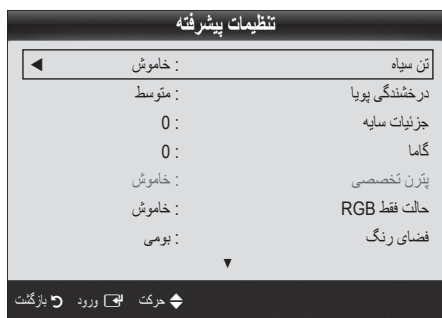 تنظیمات پیشرفته
تن سیاه : خاموش
درخشندگی پویا : متوسط
جزئیات سایه : 0
گاما : 0
پترن تخصصی : خاموش
حالت فقط RGB : خاموش
فضای رنگ : بومی
حرکت ورود بازگشت